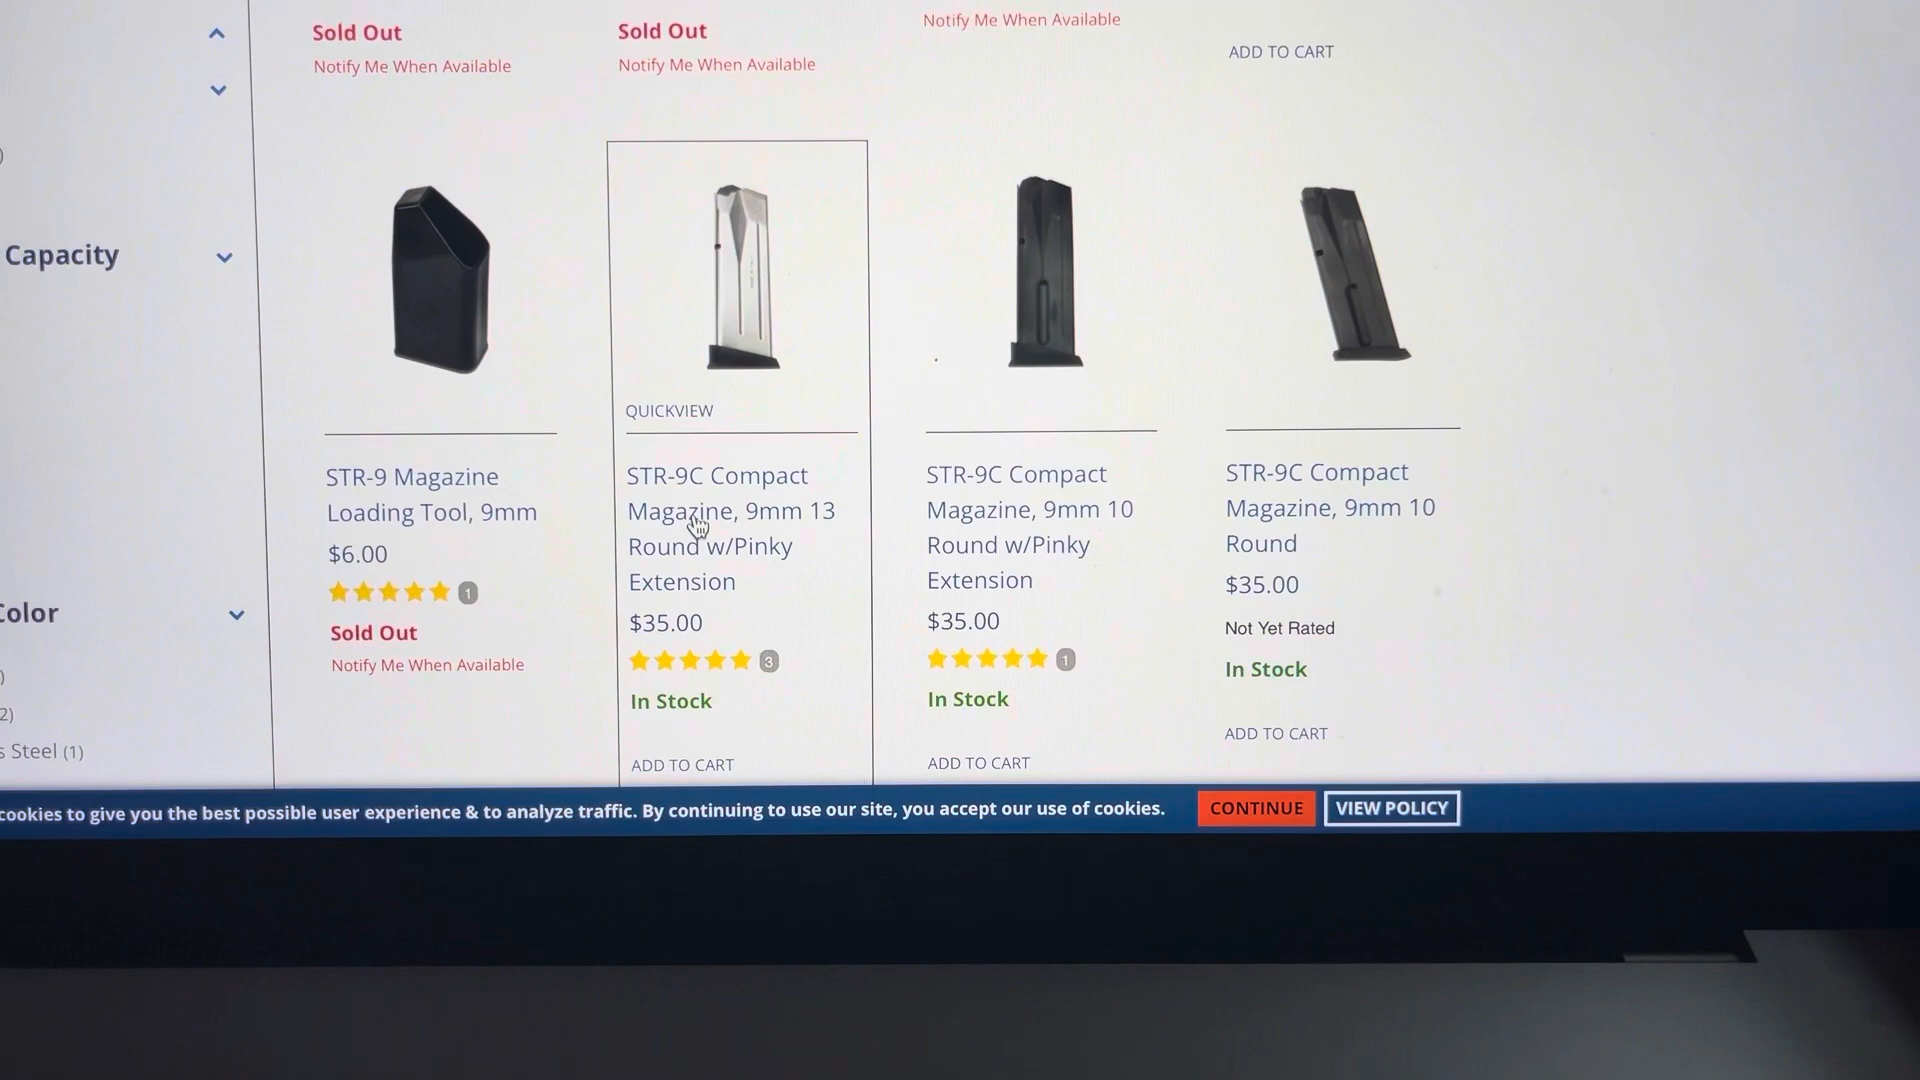 Sold Out
Notify Me When Available
Sold Out
Notify Me When Available
Notify Me When Available
ADD TO CART
)
Capacity
Color
)
2)
s Steel (1)
STR-9 Magazine
Loading Tool, 9mm
$6.00
1
Sold Out
Notify Me When Available
QUICKVIEW
STR-9C Compact
Magazine, 9mm 13
Round w/Pinky
Extension
$35.00
3
In Stock
ADD TO CART
STR-9C Compact
Magazine, 9mm 10
Round w/Pinky
Extension
$35.00
1
In Stock
ADD TO CART
STR-9C Compact
Magazine, 9mm 10
Round
$35.00
Not Yet Rated
In Stock
ADD TO CART
cookies to give you the best possible user experience & to analyze traffic. By continuing to use our site, you accept our use of cookies.
CONTINUE
VIEW POLICY